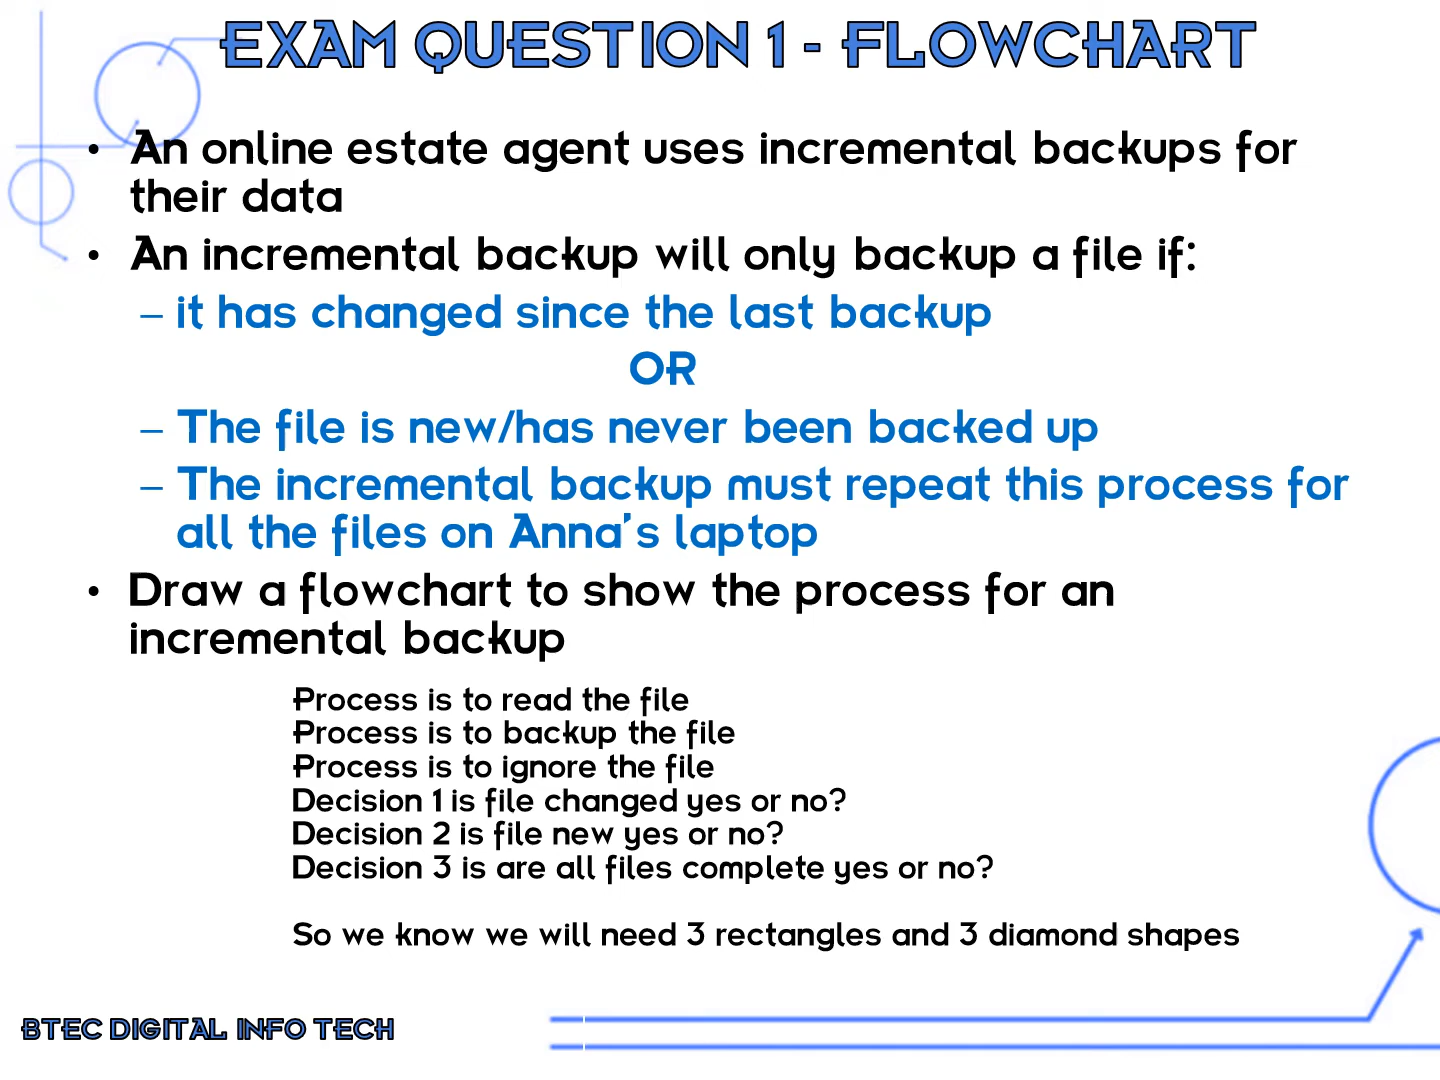 EXAM QUESTION 1 - FLOWCHART
• An online estate agent uses incremental backups for
their data
• An incremental backup will only backup a file if:
– it has changed since the last backup
OR
– The file is new/has never been backed up
– The incremental backup must repeat this process for
all the files on Anna's laptop
• Draw a flowchart to show the process for an
incremental backup
Process is to read the file
Process is to backup the file
Process is to ignore the file
Decision 1 is file changed yes or no?
Decision 2 is file new yes or no?
Decision 3 is are all files complete yes or no?
So we know we will need 3 rectangles and 3 diamond shapes
BTEC DIGITAL INFO TECH